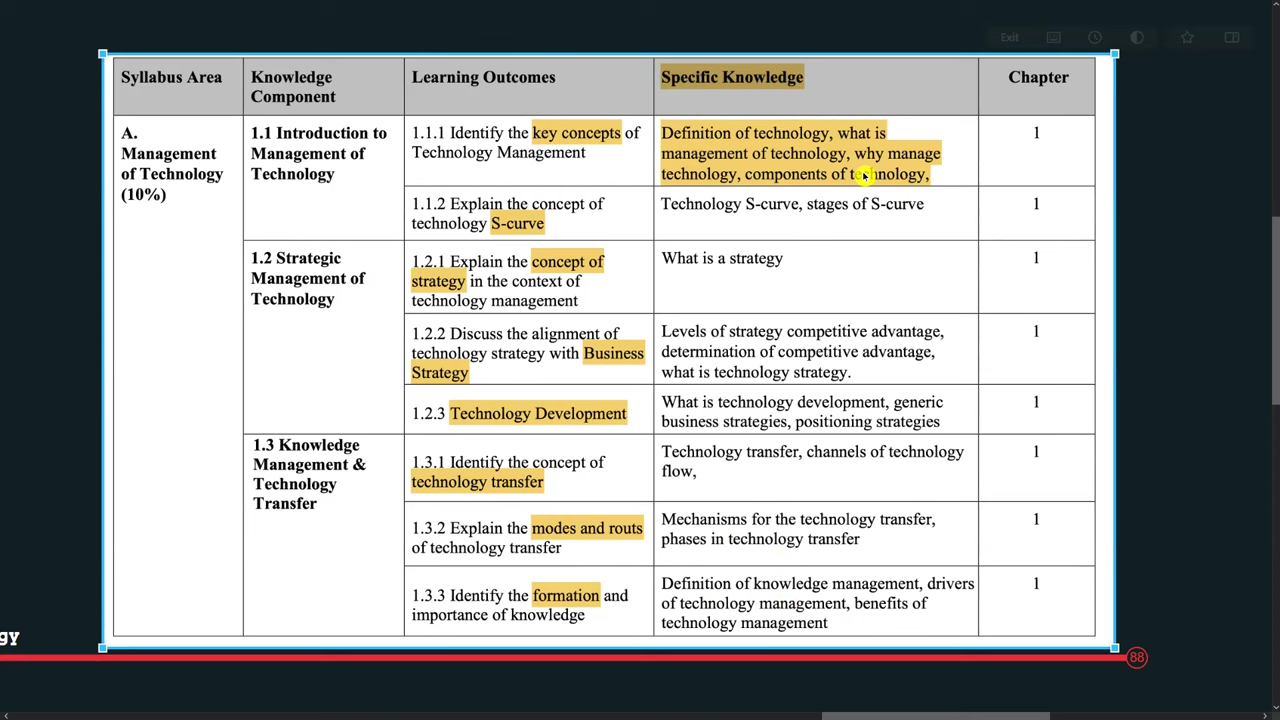 Exit
Syllabus Area
Knowledge
Component
Learning Outcomes
Specific Knowledge
Chapter
A.
Management
of Technology
(10%)
1.1 Introduction to
Management of
Technology
1.1.1 Identify the key concepts of
Technology Management
Definition of technology, what is
management of technology, why manage
technology, components of technology,
1
1.1.2 Explain the concept of
technology S-curve
Technology S-curve, stages of S-curve
1
1.2 Strategic
Management of
Technology
1.2.1 Explain the concept of
strategy in the context of
technology management
What is a strategy
1
1.2.2 Discuss the alignment of
technology strategy with Business
Strategy
Levels of strategy competitive advantage,
determination of competitive advantage,
what is technology strategy.
1
1.2.3 Technology Development
What is technology development, generic
business strategies, positioning strategies
1
1.3 Knowledge
Management &
Technology
Transfer
1.3.1 Identify the concept of
technology transfer
Technology transfer, channels of technology
flow,
1
1.3.2 Explain the modes and routs
of technology transfer
Mechanisms for the technology transfer,
phases in technology transfer
1
1.3.3 Identify the formation and
importance of knowledge
Definition of knowledge management, drivers
of technology management, benefits of
technology management
1
gy
88